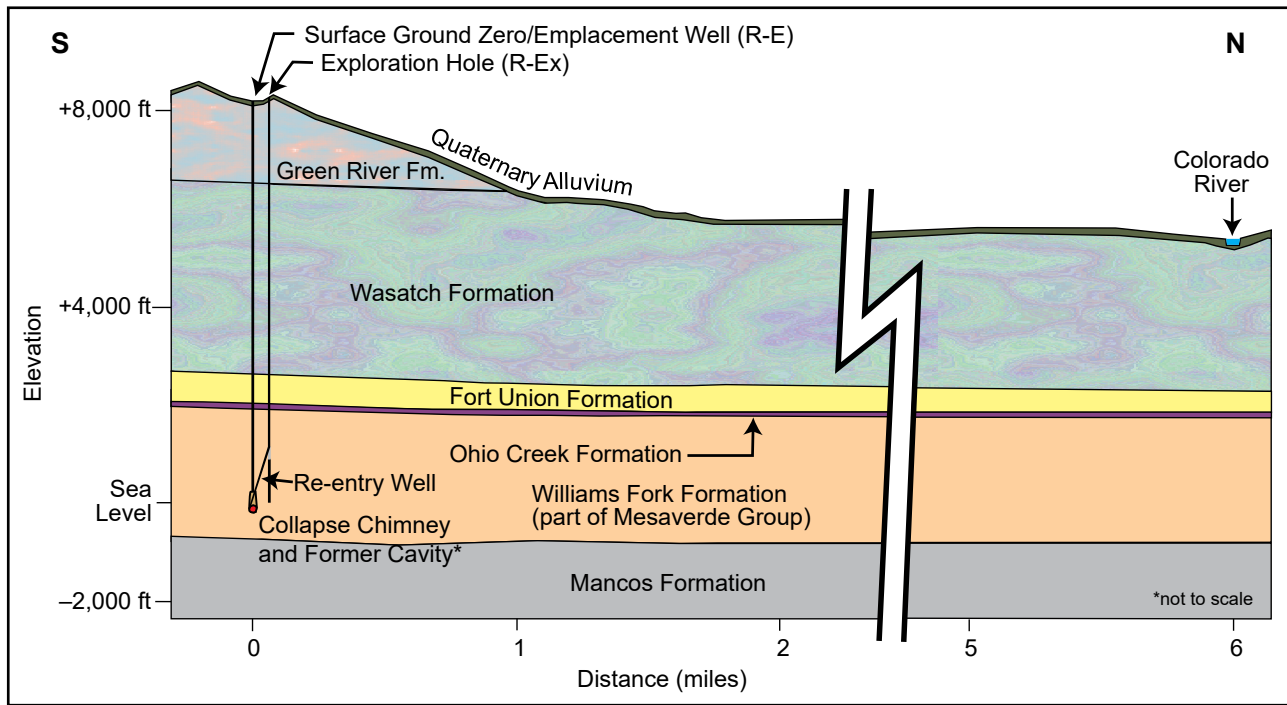 S
N
Surface Ground Zero/Emplacement Well (R-E)
Exploration Hole (R-Ex)
+8,000 ft
Quaternary Alluvium
Green River Fm.
Colorado
River
Wasatch Formation
+4,000 ft
Elevation
Fort Union Formation
Ohio Creek Formation
Re-entry Well
Sea
Level
Williams Fork Formation
(part of Mesaverde Group)
Collapse Chimney
and Former Cavity*
Mancos Formation
–2,000 ft
*not to scale
0
1
2
5
6
Distance (miles)